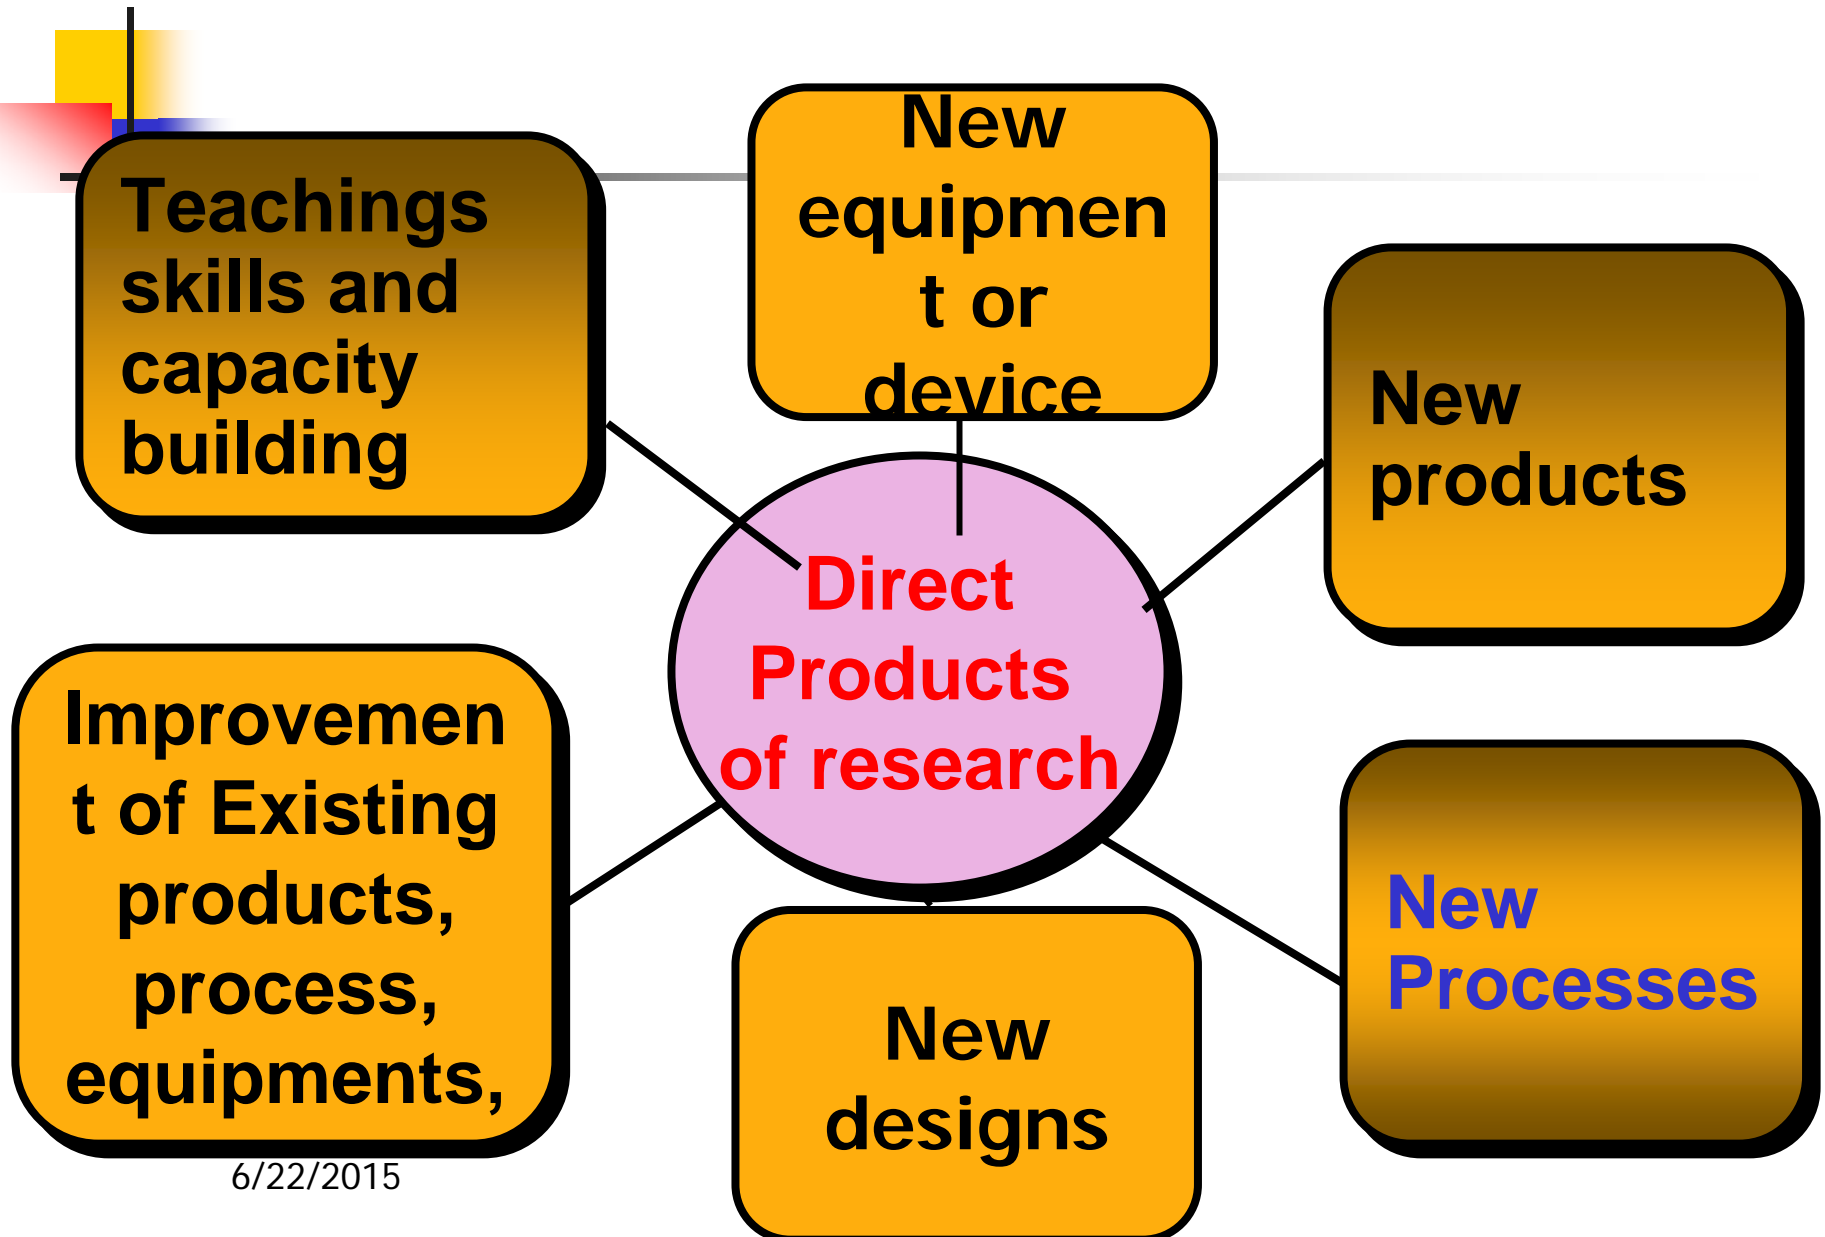 Teachings
skills and
capacity
building
New
equipmen
t or
device
New
products
Direct
Products
of research
Improvemen
t of Existing
products,
process,
equipments,
New
designs
New
Processes
6/22/2015